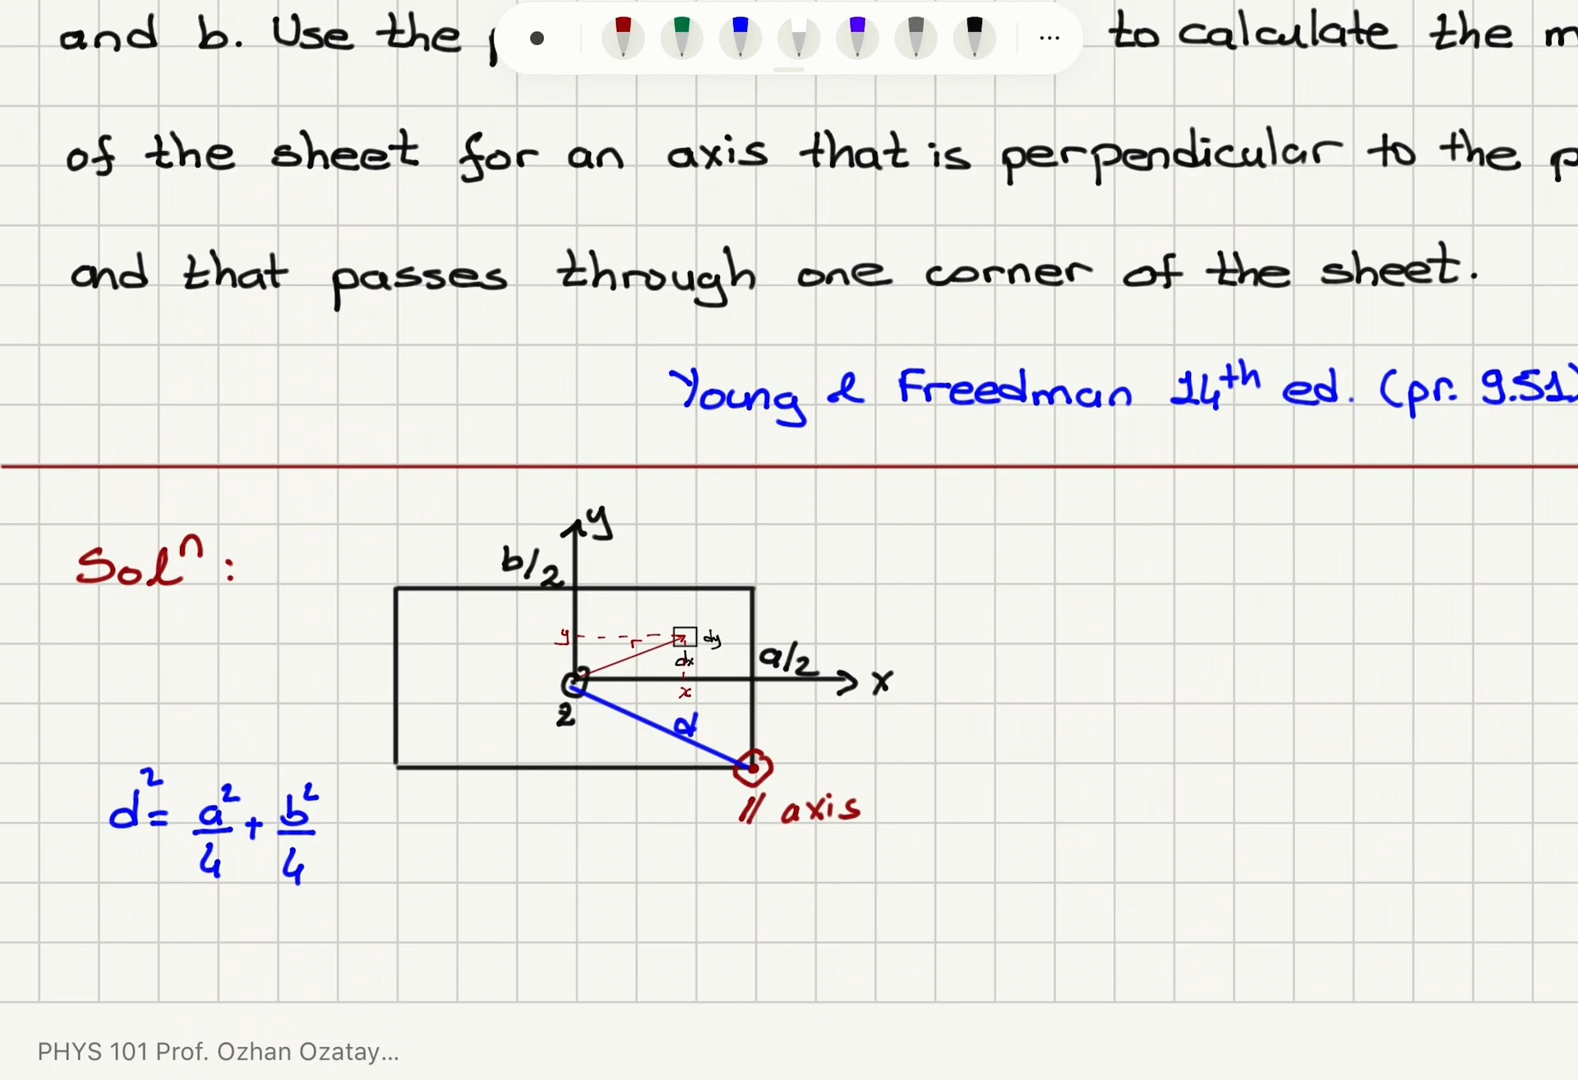 and b. Use the to calculate the m
of the sheet for an axis that is perpendicular to the p
and that passes through one corner of the sheet.
Young & Freedman 14th ed. (pr. 9.51)
Solⁿ:
y
b/2
y
r
dy
dx
x
a/2
x
z
d
d² = a²/4 + b²/4
// axis
PHYS 101 Prof. Ozhan Ozatay...